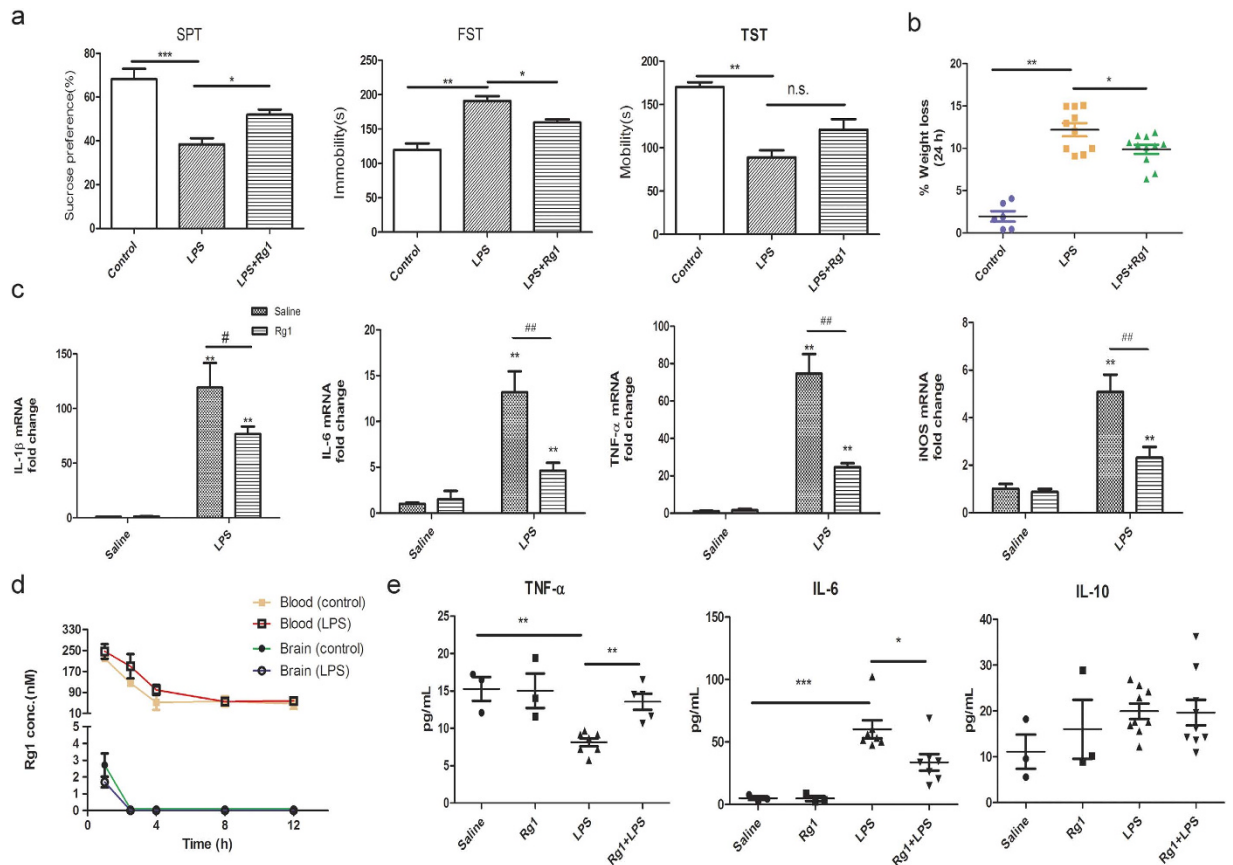 a
SPT
Sucrose preference(%)
80
60
40
20
0
Control
LPS
LPS+Rg1
***
*
FST
Immobility(s)
250
200
150
100
50
0
Control
LPS
LPS+Rg1
**
*
TST
Mobility(s)
200
150
100
50
0
Control
LPS
LPS+Rg1
**
n.s.
b
% Weight loss
(24 h)
20
15
10
5
0
Control
LPS
LPS+Rg1
**
*
c
Saline
Rg1
IL-1β mRNA
fold change
150
100
50
0
Saline
LPS
#
**
**
IL-6 mRNA
fold change
20
15
10
5
0
Saline
LPS
##
**
**
TNF-α mRNA
fold change
100
80
60
40
20
0
Saline
LPS
##
**
**
iNOS mRNA
fold change
8
6
4
2
0
Saline
LPS
##
**
**
d
Blood (control)
Blood (LPS)
Brain (control)
Brain (LPS)
Rg1 conc.(nM)
330
250
170
90
10
5
4
3
2
1
0
0
4
8
12
Time (h)
e
TNF-α
pg/mL
25
20
15
10
5
0
Saline
Rg1
LPS
Rg1+LPS
**
**
IL-6
pg/mL
150
100
50
0
Saline
Rg1
LPS
Rg1+LPS
***
*
IL-10
pg/mL
40
30
20
10
0
Saline
Rg1
LPS
Rg1+LPS